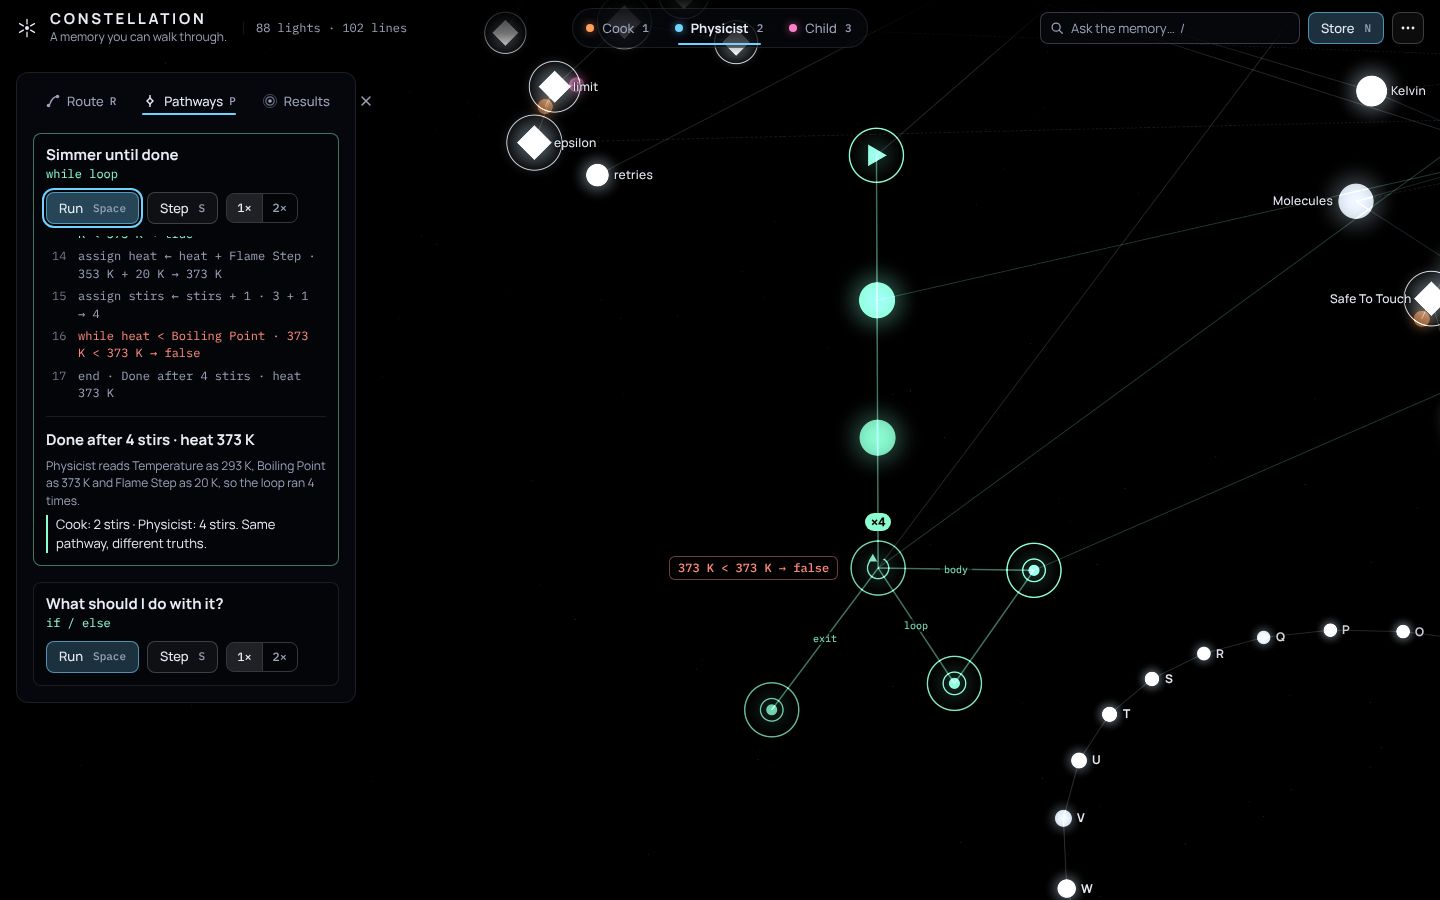 CONSTELLATION
A memory you can walk through.
88 lights · 102 lines
Cook 1
Physicist 2
Child 3
Ask the memory... /
Store N
Route R
Pathways P
Results
Simmer until done
while loop
Run Space
Step S
1×
2×
14 assign heat ← heat + Flame Step ·
353 K + 20 K → 373 K
15 assign stirs ← stirs + 1 · 3 + 1
→ 4
16 while heat < Boiling Point · 373
K < 373 K → false
17 end · Done after 4 stirs · heat
373 K
Done after 4 stirs · heat 373 K
Physicist reads Temperature as 293 K, Boiling Point
as 373 K and Flame Step as 20 K, so the loop ran 4
times.
Cook: 2 stirs · Physicist: 4 stirs. Same
pathway, different truths.
What should I do with it?
if / else
Run Space
Step S
1×
2×
limit
epsilon
retries
Kelvin
Molecules
Safe To Touch
×4
373 K < 373 K → false
body
loop
exit
O
P
Q
R
S
T
U
V
W